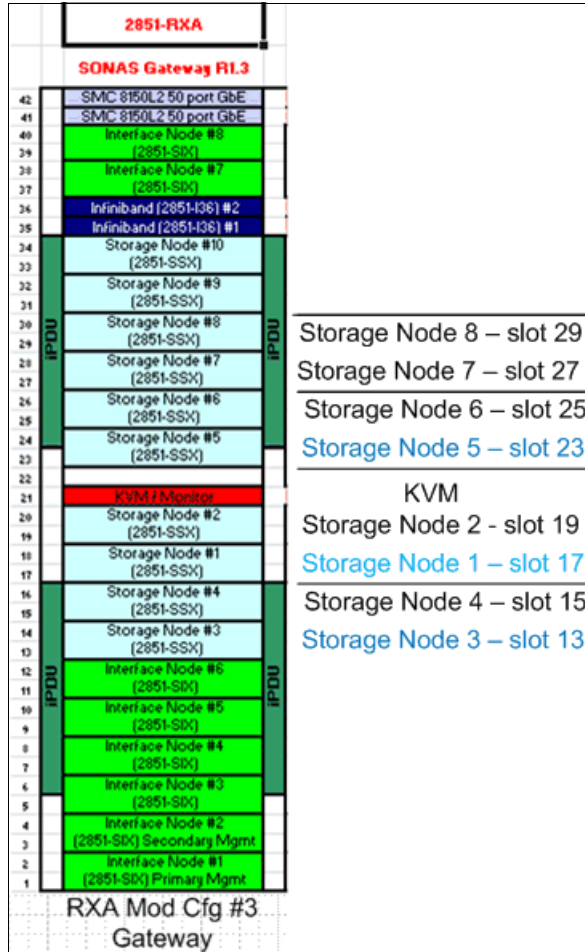 2851-RXA
SONAS Gateway R1.3
42 SMC 8150L2 50 port GbE
41 SMC 8150L2 50 port GbE
40 Interface Node #8
39 (2851-SIX)
38 Interface Node #7
37 (2851-SIX)
36 Infiniband (2851-I36) #2
35 Infiniband (2851-I36) #1
34 Storage Node #10
33 (2851-SSX)
32 Storage Node #9
31 (2851-SSX)
30 Storage Node #8
29 (2851-SSX)
28 Storage Node #7
27 (2851-SSX)
26 Storage Node #6
25 (2851-SSX)
24 Storage Node #5
23 (2851-SSX)
22
21 KVM / Monitor
20 Storage Node #2
19 (2851-SSX)
18 Storage Node #1
17 (2851-SSX)
16 Storage Node #4
15 (2851-SSX)
14 Storage Node #3
13 (2851-SSX)
12 Interface Node #6
11 (2851-SIX)
10 Interface Node #5
9 (2851-SIX)
8 Interface Node #4
7 (2851-SIX)
6 Interface Node #3
5 (2851-SIX)
4 Interface Node #2
3 (2851-SIX) Secondary Mgmt
2 Interface Node #1
1 (2851-SIX) Primary Mgmt
iPDU
iPDU
iPDU
iPDU
Storage Node 8 – slot 29
Storage Node 7 – slot 27
Storage Node 6 – slot 25
Storage Node 5 – slot 23
KVM
Storage Node 2 - slot 19
Storage Node 1 – slot 17
Storage Node 4 – slot 15
Storage Node 3 – slot 13
RXA Mod Cfg #3
Gateway